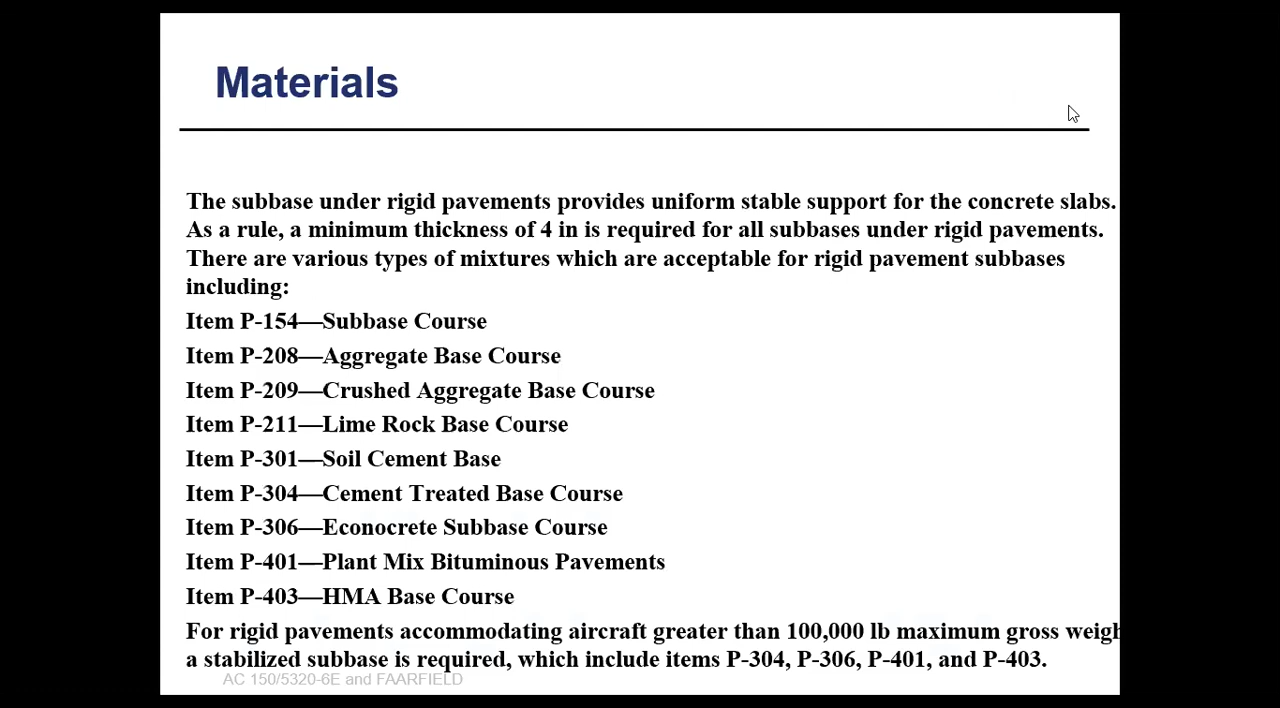 Materials
The subbase under rigid pavements provides uniform stable support for the concrete slabs.
As a rule, a minimum thickness of 4 in is required for all subbases under rigid pavements.
There are various types of mixtures which are acceptable for rigid pavement subbases
including:
Item P-154—Subbase Course
Item P-208—Aggregate Base Course
Item P-209—Crushed Aggregate Base Course
Item P-211—Lime Rock Base Course
Item P-301—Soil Cement Base
Item P-304—Cement Treated Base Course
Item P-306—Econocrete Subbase Course
Item P-401—Plant Mix Bituminous Pavements
Item P-403—HMA Base Course
For rigid pavements accommodating aircraft greater than 100,000 lb maximum gross
a stabilized subbase is required, which include items P-304, P-306, P-401, and P-403.
AC 150/5320-6E and FAARFIELD